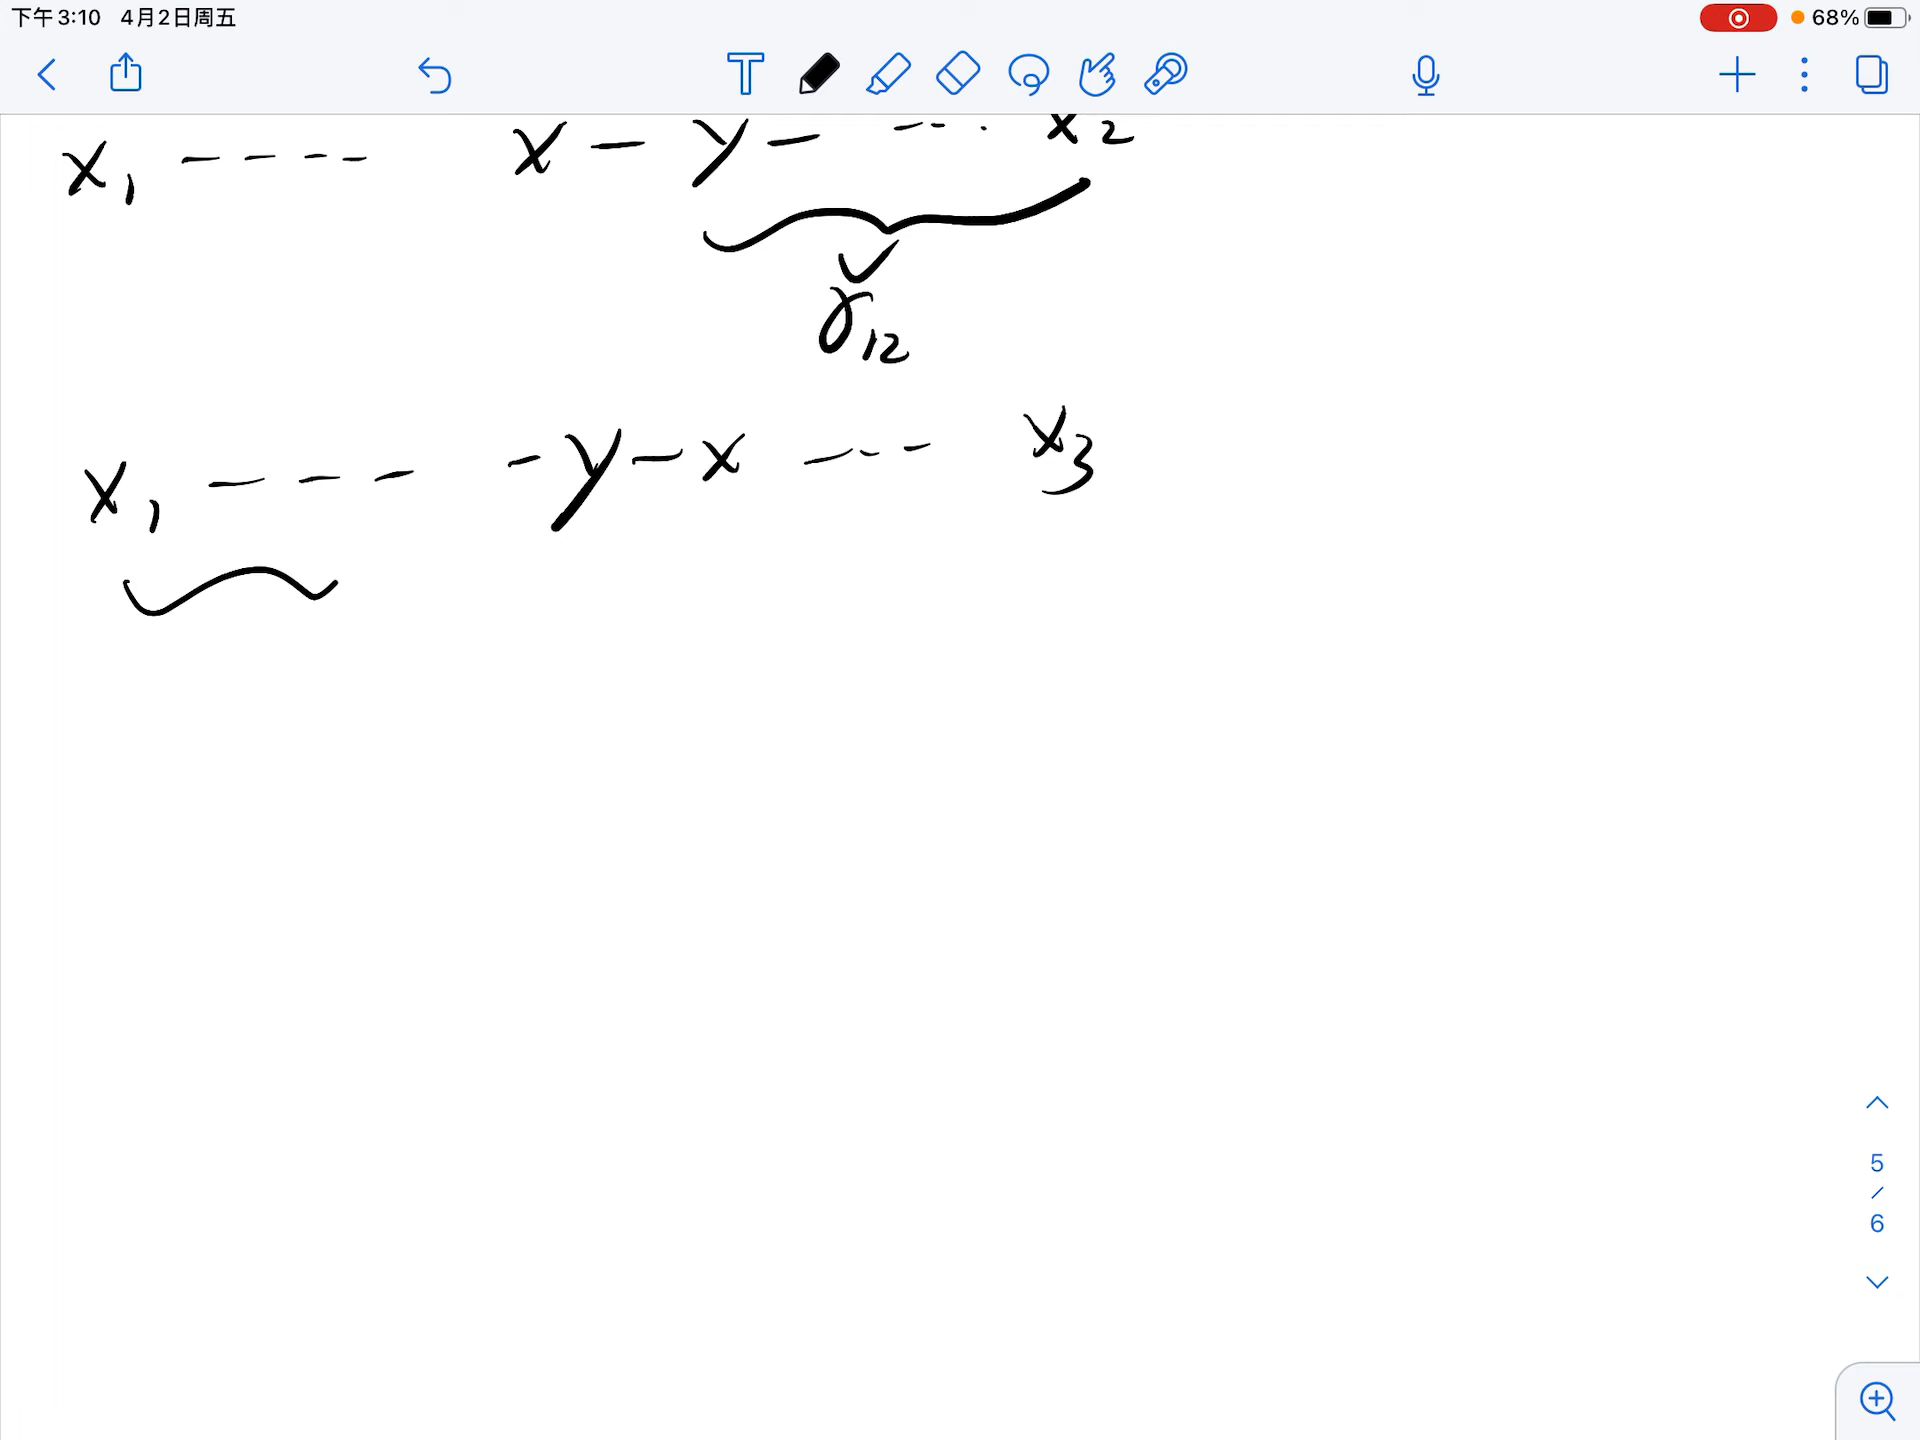 下午3:10 4月2日周五 68%
T
x₁ ---- x — y — --· x₂
γ₁₂
x₁ --- -y-x --- x₃
5
/
6